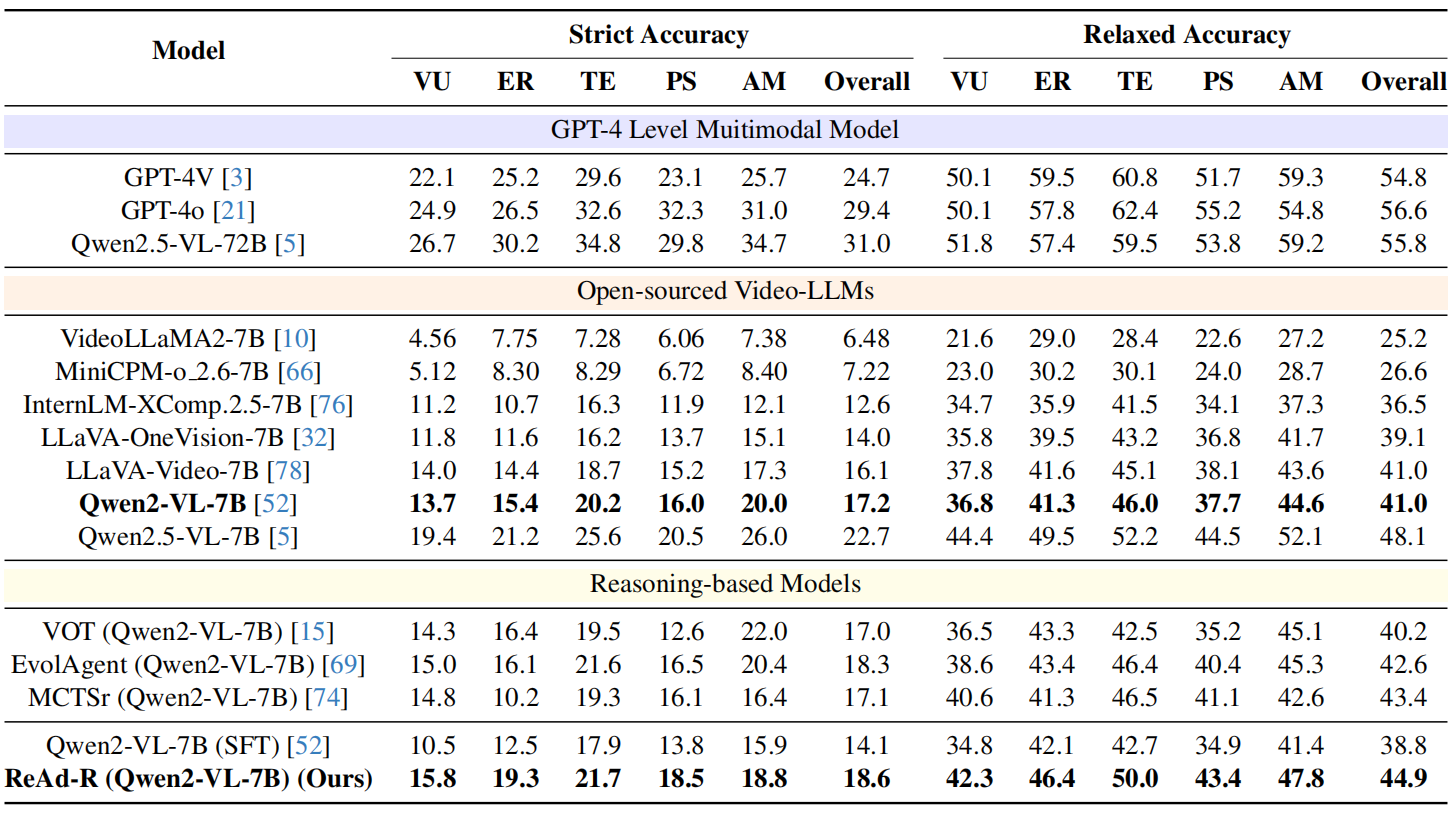 Model Strict Accuracy Relaxed Accuracy
VU ER TE PS AM Overall VU ER TE PS AM Overall
GPT-4 Level Muitimodal Model
GPT-4V [3] 22.1 25.2 29.6 23.1 25.7 24.7 50.1 59.5 60.8 51.7 59.3 54.8
GPT-4o [21] 24.9 26.5 32.6 32.3 31.0 29.4 50.1 57.8 62.4 55.2 54.8 56.6
Qwen2.5-VL-72B [5] 26.7 30.2 34.8 29.8 34.7 31.0 51.8 57.4 59.5 53.8 59.2 55.8
Open-sourced Video-LLMs
VideoLLaMA2-7B [10] 4.56 7.75 7.28 6.06 7.38 6.48 21.6 29.0 28.4 22.6 27.2 25.2
MiniCPM-o_2.6-7B [66] 5.12 8.30 8.29 6.72 8.40 7.22 23.0 30.2 30.1 24.0 28.7 26.6
InternLM-XComp.2.5-7B [76] 11.2 10.7 16.3 11.9 12.1 12.6 34.7 35.9 41.5 34.1 37.3 36.5
LLaVA-OneVision-7B [32] 11.8 11.6 16.2 13.7 15.1 14.0 35.8 39.5 43.2 36.8 41.7 39.1
LLaVA-Video-7B [78] 14.0 14.4 18.7 15.2 17.3 16.1 37.8 41.6 45.1 38.1 43.6 41.0
Qwen2-VL-7B [52] 13.7 15.4 20.2 16.0 20.0 17.2 36.8 41.3 46.0 37.7 44.6 41.0
Qwen2.5-VL-7B [5] 19.4 21.2 25.6 20.5 26.0 22.7 44.4 49.5 52.2 44.5 52.1 48.1
Reasoning-based Models
VOT (Qwen2-VL-7B) [15] 14.3 16.4 19.5 12.6 22.0 17.0 36.5 43.3 42.5 35.2 45.1 40.2
EvolAgent (Qwen2-VL-7B) [69] 15.0 16.1 21.6 16.5 20.4 18.3 38.6 43.4 46.4 40.4 45.3 42.6
MCTSr (Qwen2-VL-7B) [74] 14.8 10.2 19.3 16.1 16.4 17.1 40.6 41.3 46.5 41.1 42.6 43.4
Qwen2-VL-7B (SFT) [52] 10.5 12.5 17.9 13.8 15.9 14.1 34.8 42.1 42.7 34.9 41.4 38.8
ReAd-R (Qwen2-VL-7B) (Ours) 15.8 19.3 21.7 18.5 18.8 18.6 42.3 46.4 50.0 43.4 47.8 44.9